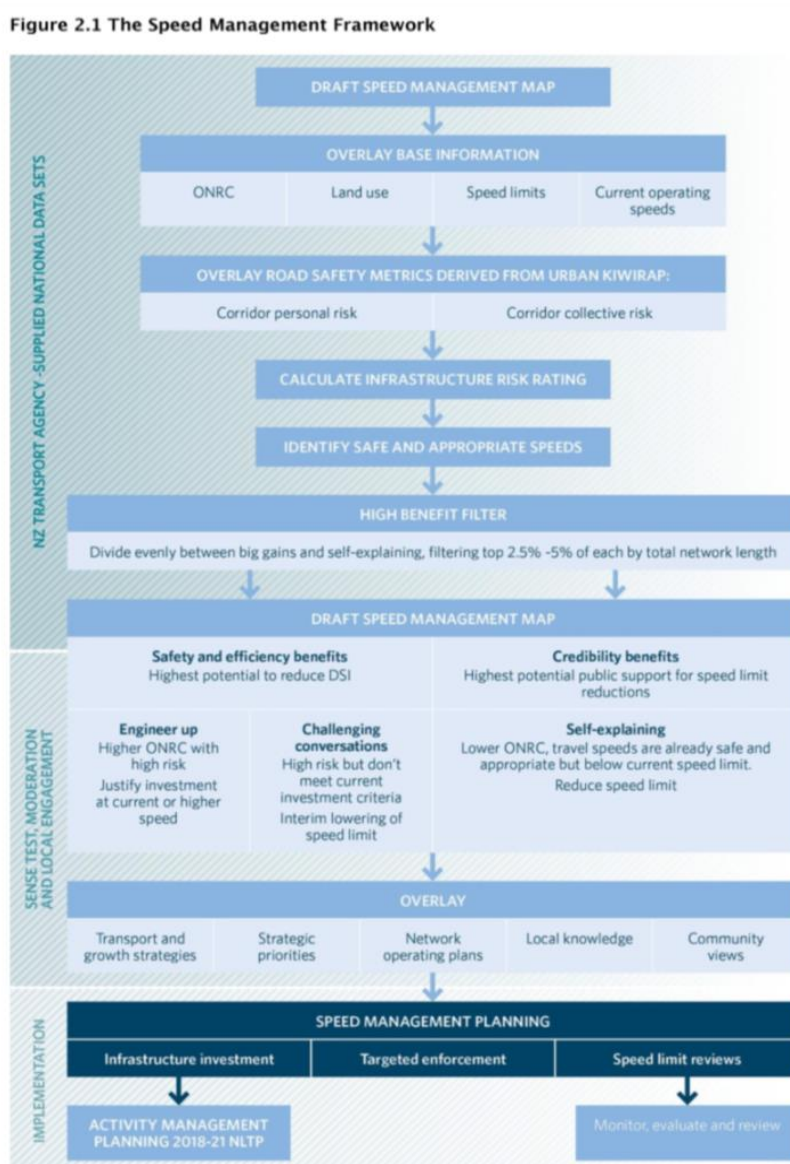 Figure 2.1 The Speed Management Framework
NZ TRANSPORT AGENCY -SUPPLIED NATIONAL DATA SETS
DRAFT SPEED MANAGEMENT MAP
OVERLAY BASE INFORMATION
ONRC
Land use
Speed limits
Current operating
speeds
OVERLAY ROAD SAFETY METRICS DERIVED FROM URBAN KIWIRAP:
Corridor personal risk
Corridor collective risk
CALCULATE INFRASTRUCTURE RISK RATING
IDENTIFY SAFE AND APPROPRIATE SPEEDS
HIGH BENEFIT FILTER
Divide evenly between big gains and self-explaining, filtering top 2.5% -5% of each by total network length
DRAFT SPEED MANAGEMENT MAP
SENSE TEST, MODERATION
AND LOCAL ENGAGEMENT
Safety and efficiency benefits
Highest potential to reduce DSI
Credibility benefits
Highest potential public support for speed limit
reductions
Engineer up
Higher ONRC with
high risk
Justify investment
at current or higher
speed
Challenging
conversations
High risk but don't
meet current
investment criteria
Interim lowering of
speed limit
Self-explaining
Lower ONRC, travel speeds are already safe and
appropriate but below current speed limit.
Reduce speed limit
OVERLAY
Transport and
growth strategies
Strategic
priorities
Network
operating plans
Local knowledge
Community
views
IMPLEMENTATION
SPEED MANAGEMENT PLANNING
Infrastructure investment
Targeted enforcement
Speed limit reviews
ACTIVITY MANAGEMENT
PLANNING 2018-21 NLTP
Monitor, evaluate and review